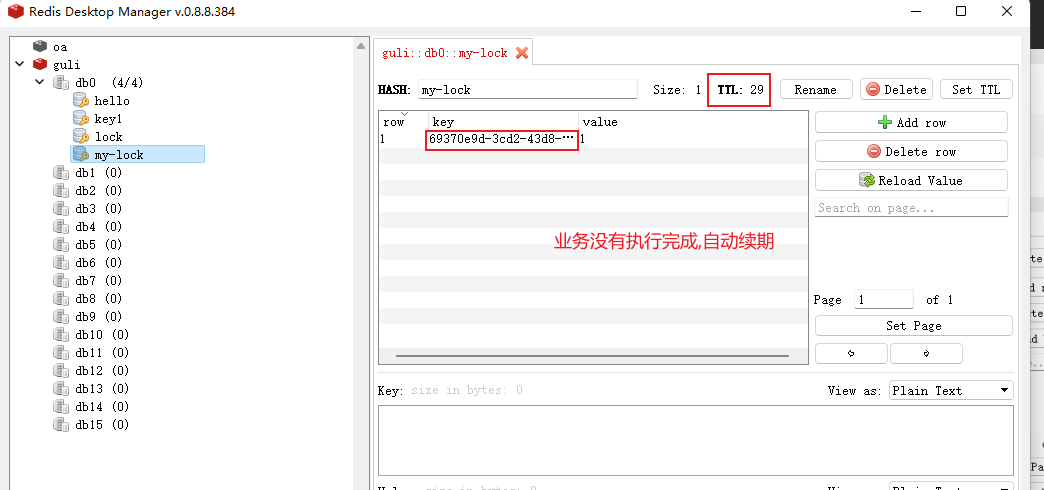 Redis Desktop Manager v.0.8.8.384
oa
guli
db0 (4/4)
hello
key1
lock
my-lock
db1 (0)
db2 (0)
db3 (0)
db4 (0)
db5 (0)
db6 (0)
db7 (0)
db8 (0)
db9 (0)
db10 (0)
db11 (0)
db12 (0)
db13 (0)
db14 (0)
db15 (0)
guli::db0::my-lock
HASH: my-lock Size: 1 TTL: 29 Rename Delete Set TTL
row key value
1 69370e9d-3cd2-43d8-… 1
Add row
Delete row
Reload Value
Search on page...
业务没有执行完成,自动续期
Page 1 of 1
Set Page
Key: size in bytes: 0 View as: Plain Text